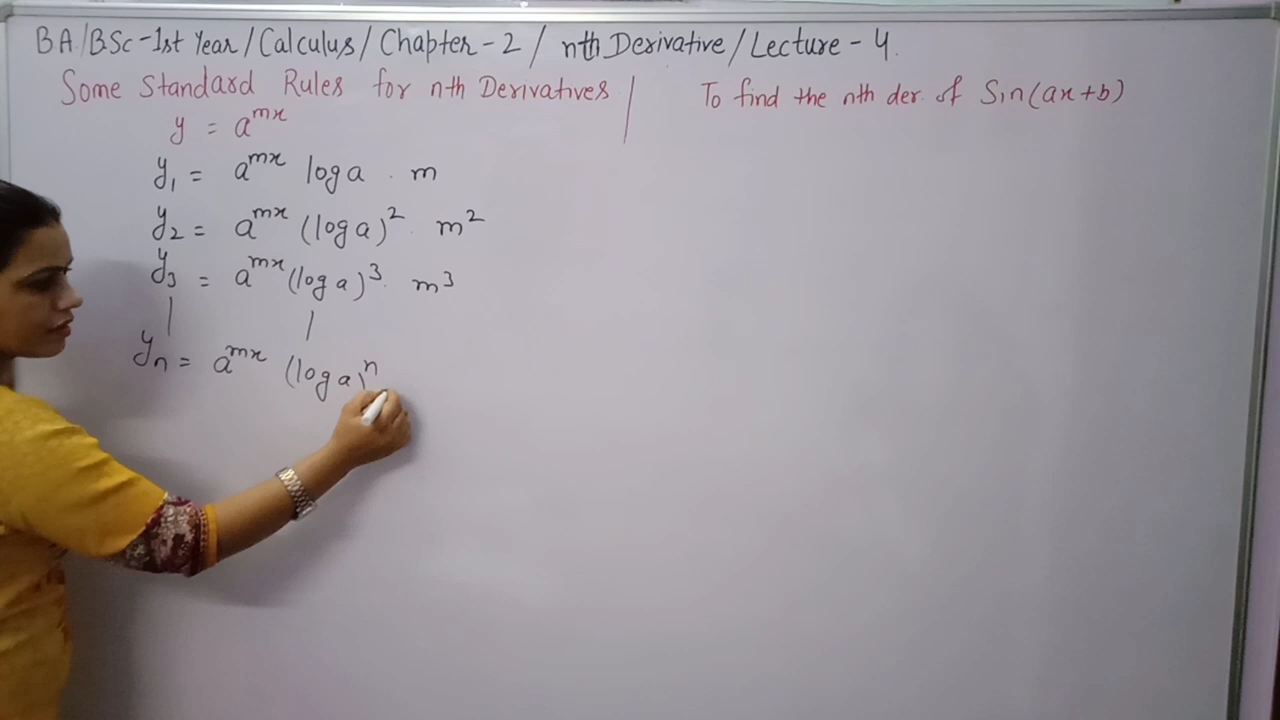 BA/BSc-1st Year/Calculus/Chapter-2/nth Derivative/Lecture-4.
Some Standard Rules for nth Derivatives / To find the nth der. of Sin(ax+b)
y = a^mx
y₁ = a^mx log a . m
y₂ = a^mx (log a)². m²
y₃ = a^mx (log a)³. m³
| |
yₙ = a^mx (log a)ⁿ